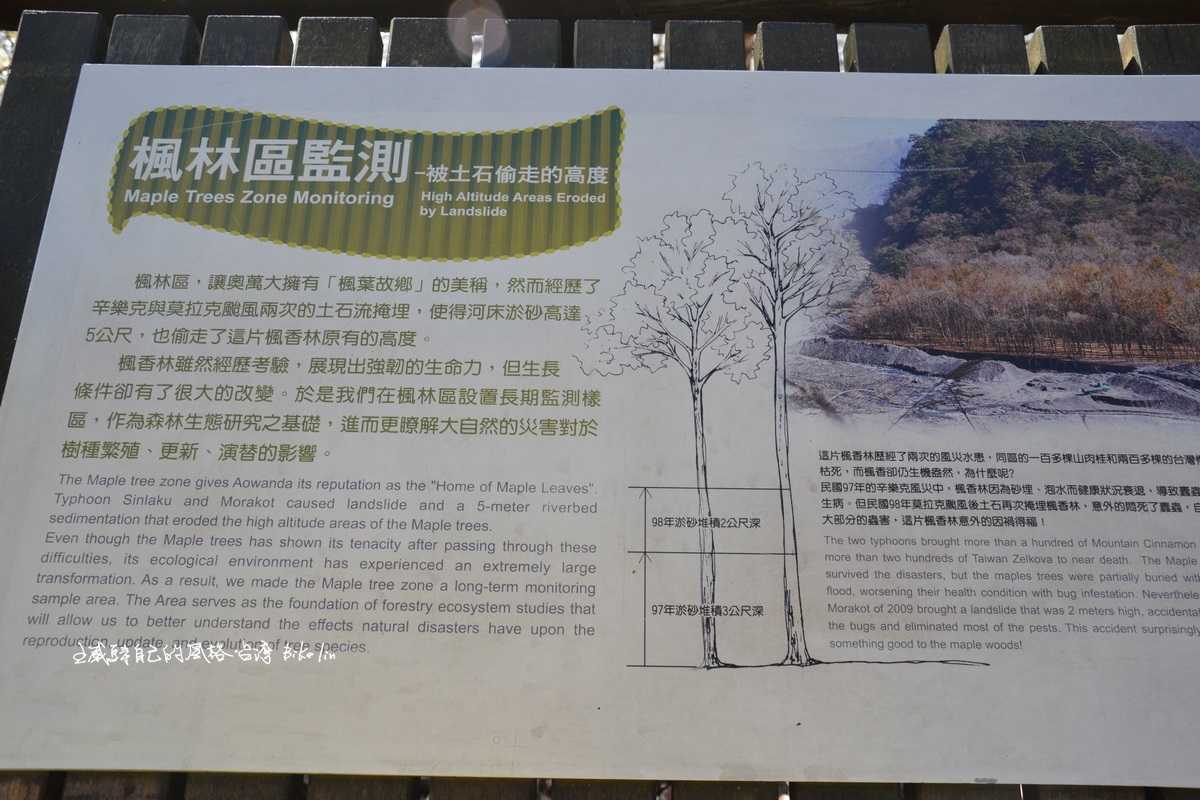 楓林區監測-被土石偷走的高度
Maple Trees Zone Monitoring
High Altitude Areas Eroded
by Landslide
楓林區，讓奧萬大擁有「楓葉故鄉」的美稱，然而經歷了
辛樂克與莫拉克颱風兩次的土石流掩埋，使得河床淤砂高達
5公尺，也偷走了這片楓香林原有的高度。
楓香林雖然經歷考驗，展現出強韌的生命力，但生長
條件卻有了很大的改變。於是我們在楓林區設置長期監測樣
區，作為森林生態研究之基礎，進而更瞭解大自然的災害對於
樹種繁殖、更新、演替的影響。
The Maple tree zone gives Aowanda its reputation as the "Home of Maple Leaves".
Typhoon Sinlaku and Morakot caused landslide and a 5-meter riverbed
sedimentation that eroded the high altitude areas of the Maple trees.
Even though the Maple trees has shown its tenacity after passing through these
difficulties, its ecological environment has experienced an extremely large
transformation. As a result, we made the Maple tree zone a long-term monitoring
sample area. The Area serves as the foundation of forestry ecosystem studies that
will allow us to better understand the effects natural disasters have upon the
reproduction, update, and evolution of tree species.
98年淤砂堆積2公尺深
97年淤砂堆積3公尺深
這片楓香林歷經了兩次的風災水患，同區的一百多棵山肉桂和兩百多棵的台灣
枯死，而楓香卻仍生機盎然，為什麼呢?
民國97年的辛樂克風災中，楓香林因為砂埋、泡水而健康狀況衰退，導致蠹蟲
生病。但民國98年莫拉克颱風後土石再次掩埋楓香林，意外的悶死了蠹蟲，
大部分的蟲害，這片楓香林意外的因禍得福！
The two typhoons brought more than a hundred of Mountain Cinnamon
more than two hundreds of Taiwan Zelkova to near death. The Maple
survived the disasters, but the maples trees were partially buried with
flood, worsening their health condition with bug infestation. Neverthele
Morakot of 2009 brought a landslide that was 2 meters high, accidental
the bugs and eliminated most of the pests. This accident surprisingly
something good to the maple woods!
自己的風格台灣 Biko lin